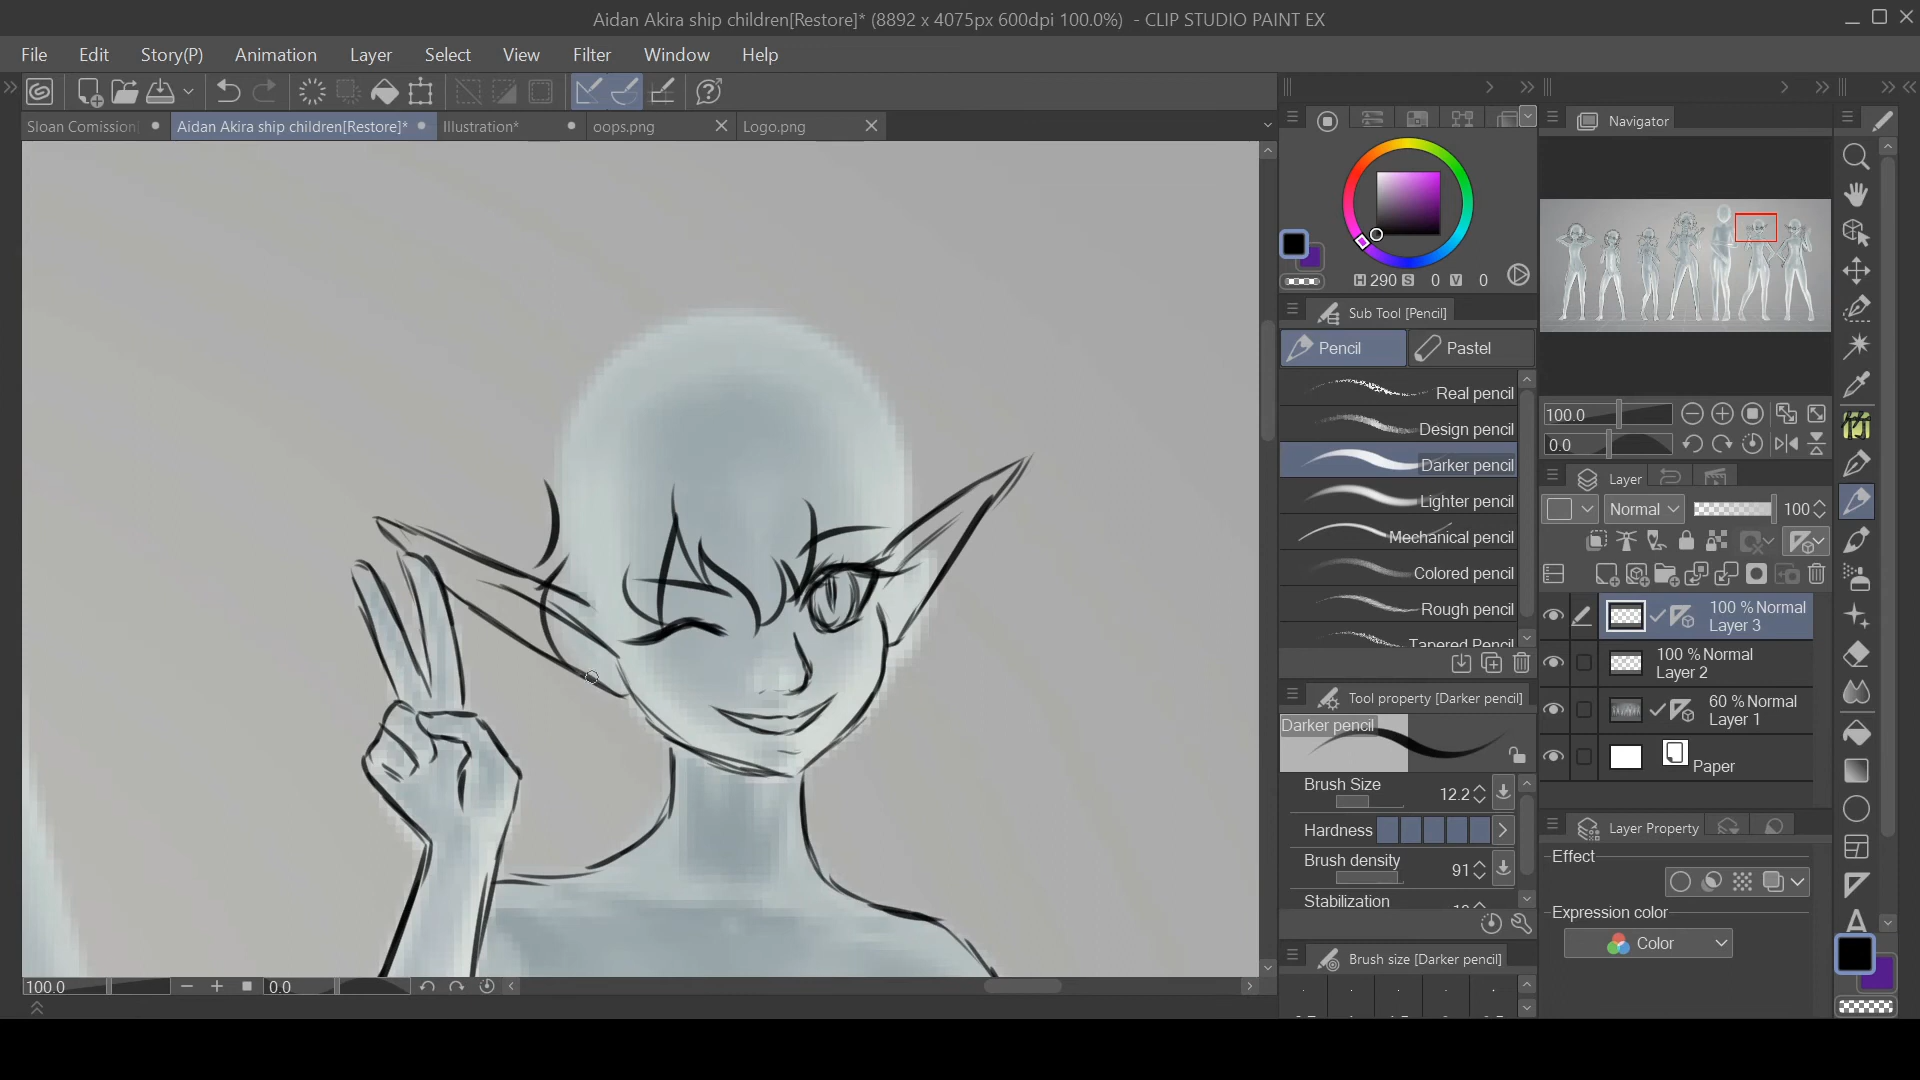 Aidan Akira ship children[Restore]* (8892 x 4075px 600dpi 100.0%)  - CLIP STUDIO PAINT EX
File Edit Story(P) Animation Layer Select View Filter Window Help
Sloan Comission Aidan Akira ship children[Restore]* Illustration* oops.png Logo.png
Navigator
H 290 S 0 V 0
Sub Tool [Pencil]
Pencil Pastel
Real pencil
Design pencil
Darker pencil
Lighter pencil
Mechanical pencil
Colored pencil
Rough pencil
Tapered Pencil
Tool property [Darker pencil]
Darker pencil
Brush Size 12.2
Hardness
Brush density 91
Stabilization
Brush size [Darker pencil]
100.0
0.0
Layer
Normal 100
100 % Normal
Layer 3
100 % Normal
Layer 2
60 % Normal
Layer 1
Paper
Layer Property
Effect
Expression color
Color
A
100.0 0.0